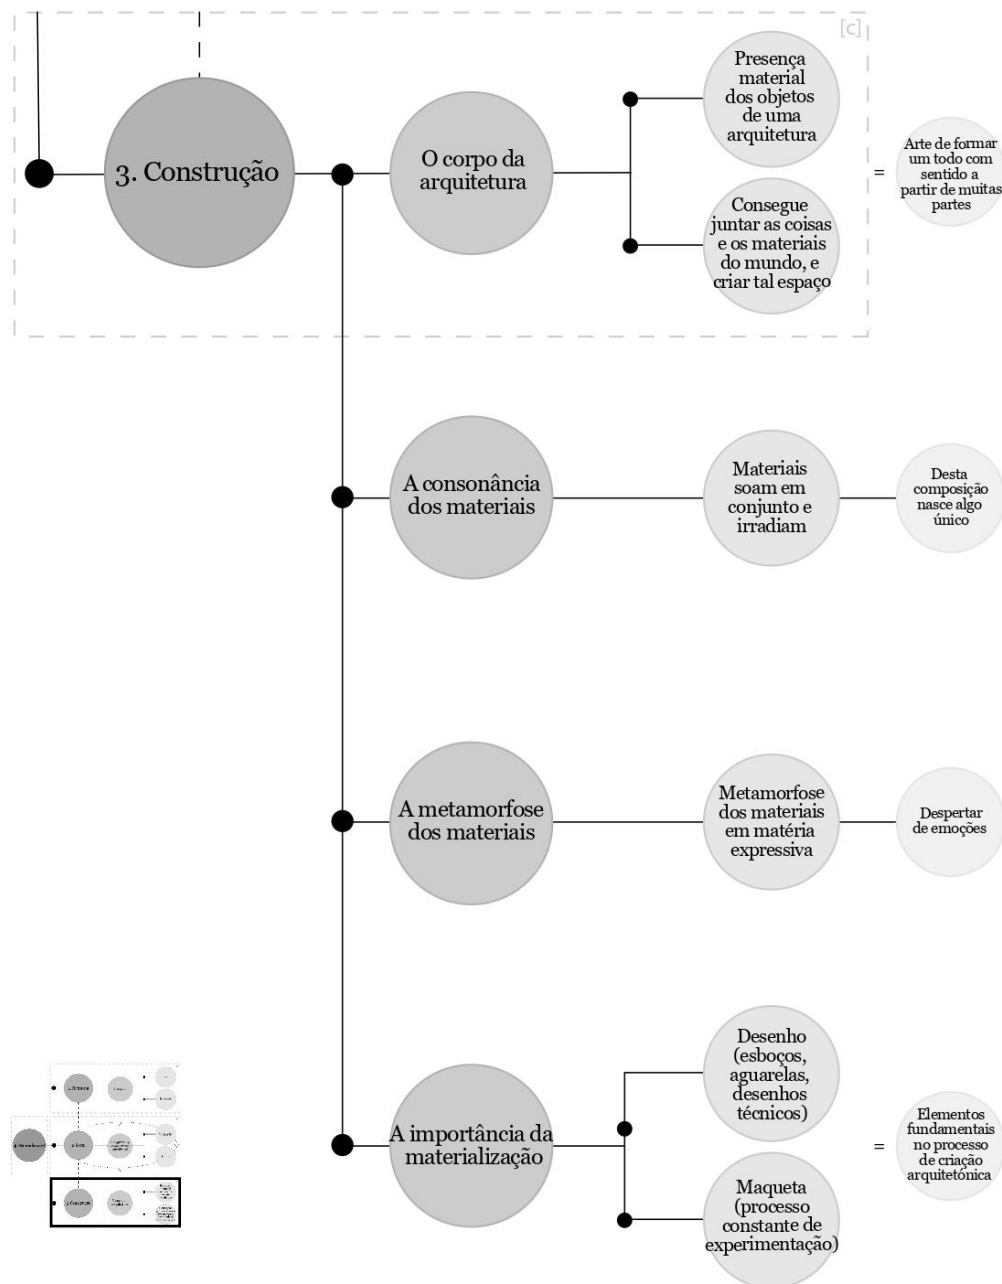 [c]
3. Construção
O corpo da
arquitetura
Presença
material
dos objetos
de uma
arquitetura
Consegue
juntar as coisas
e os materiais
do mundo, e
criar tal espaço
=
Arte de formar
um todo com
sentido a
partir de muitas
partes
A consonância
dos materiais
Materiais
soam em
conjunto e
irradiam
Desta
composição
nasce algo
único
A metamorfose
dos materiais
Metamorfose
dos materiais
em matéria
expressiva
Despertar
de emoções
A importância da
materialização
Desenho
(esboços,
aguarelas,
desenhos
técnicos)
Maqueta
(processo
constante de
experimentação)
=
Elementos
fundamentais
no processo
de criação
arquitetónica
3. Construção